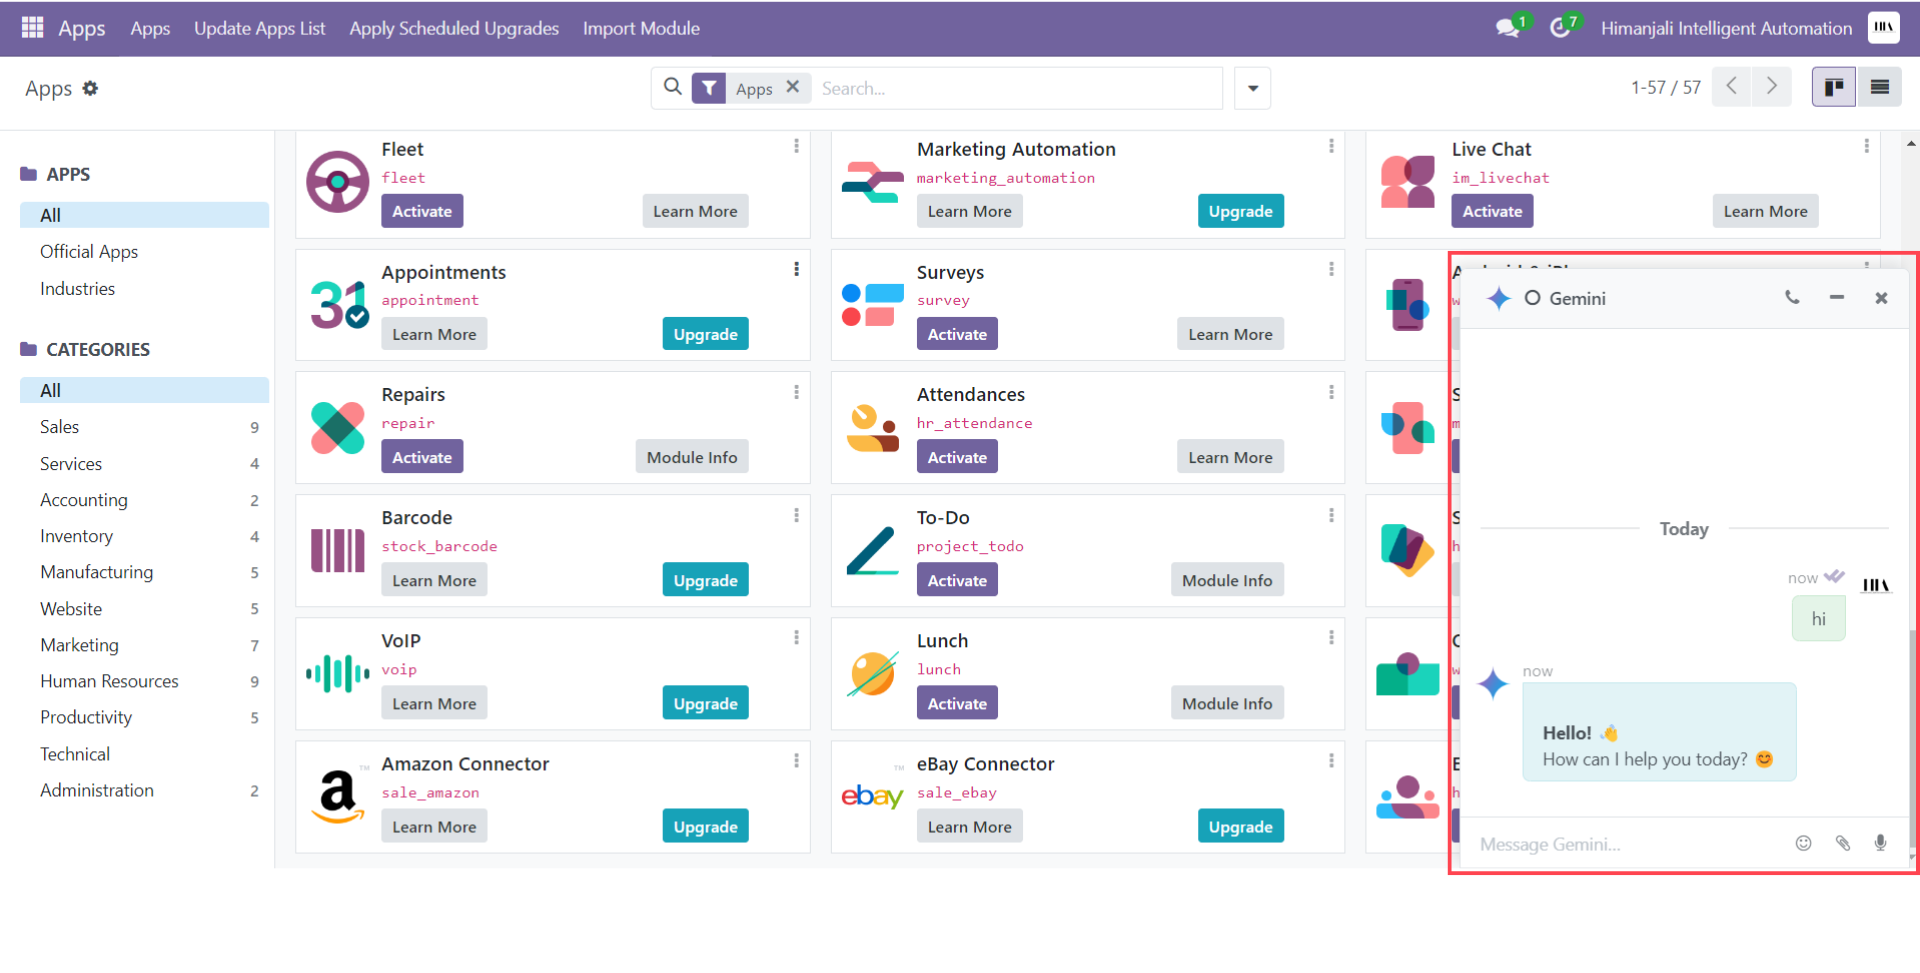 Apps Apps Update Apps List Apply Scheduled Upgrades Import Module 1 7 Himanjali Intelligent Automation
Apps Apps Search... 1-57 / 57
APPS
All
Official Apps
Industries
CATEGORIES
All
Sales 9
Services 4
Accounting 2
Inventory 4
Manufacturing 5
Website 5
Marketing 7
Human Resources 9
Productivity 5
Technical
Administration 2
Fleet
fleet
Activate Learn More
Marketing Automation
marketing_automation
Learn More Upgrade
Live Chat
im_livechat
Activate Learn More
31
Appointments
appointment
Learn More Upgrade
Surveys
survey
Activate Learn More
Repairs
repair
Activate Module Info
Attendances
hr_attendance
Activate Learn More
Barcode
stock_barcode
Learn More Upgrade
To-Do
project_todo
Activate Module Info
VoIP
voip
Learn More Upgrade
Lunch
lunch
Activate Module Info
a ™
Amazon Connector
sale_amazon
Learn More Upgrade
ebay ™
eBay Connector
sale_ebay
Learn More Upgrade
Gemini
Today
now
hi
now
Hello! 👋
How can I help you today? 😊
Message Gemini...